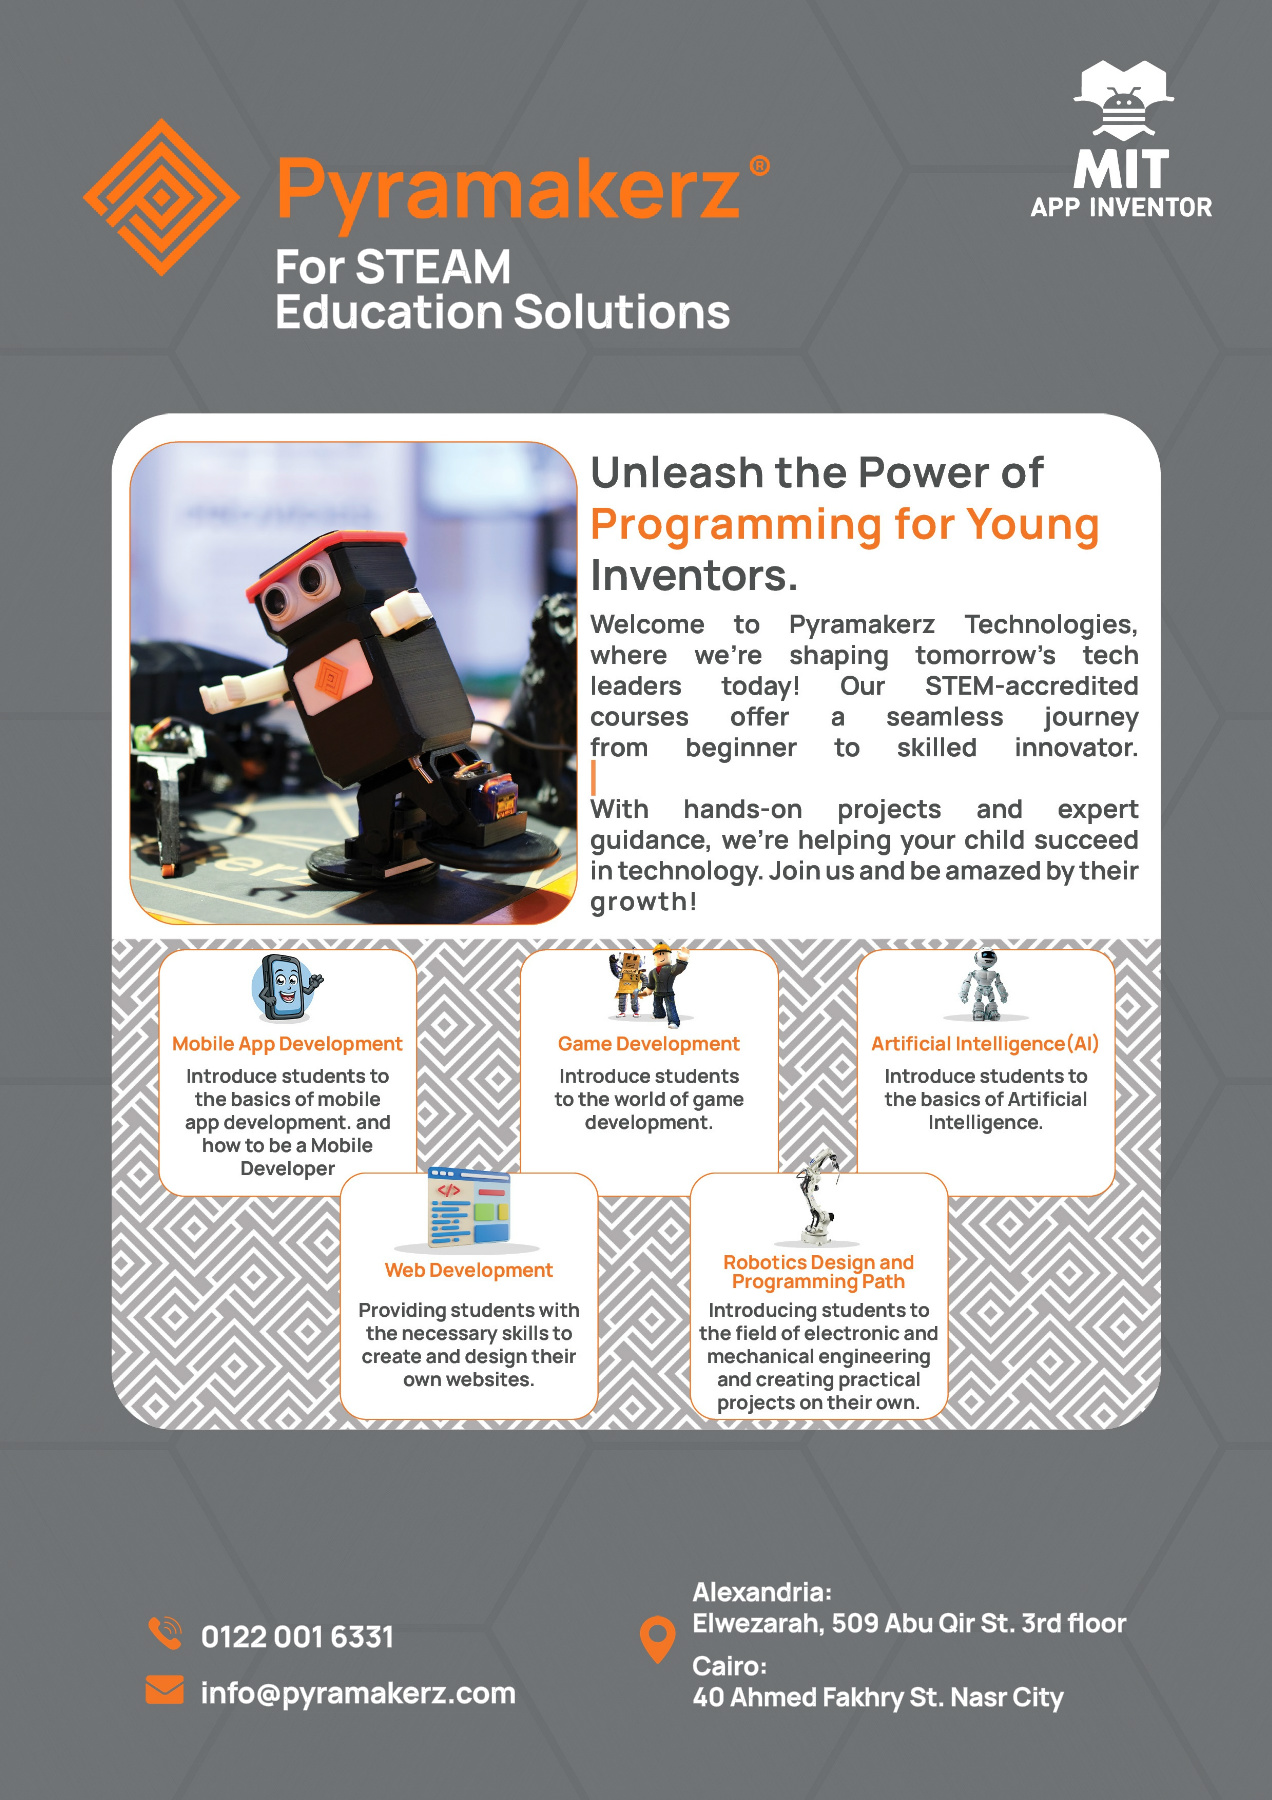 Pyramakerz®
For STEAM
Education Solutions
MIT
APP INVENTOR
Unleash the Power of
Programming for Young
Inventors.
Welcome to Pyramakerz Technologies,
where we're shaping tomorrow's tech
leaders today! Our STEM-accredited
courses offer a seamless journey
from beginner to skilled innovator.
With hands-on projects and expert
guidance, we're helping your child succeed
in technology. Join us and be amazed by their
growth!
Mobile App Development
Introduce students to
the basics of mobile
app development. and
how to be a Mobile
Developer
Game Development
Introduce students
to the world of game
development.
Artificial Intelligence(AI)
Introduce students to
the basics of Artificial
Intelligence.
</>
Web Development
Providing students with
the necessary skills to
create and design their
own websites.
Robotics Design and
Programming Path
Introducing students to
the field of electronic and
mechanical engineering
and creating practical
projects on their own.
0122 001 6331
info@pyramakerz.com
Alexandria:
Elwezarah, 509 Abu Qir St. 3rd floor
Cairo:
40 Ahmed Fakhry St. Nasr City